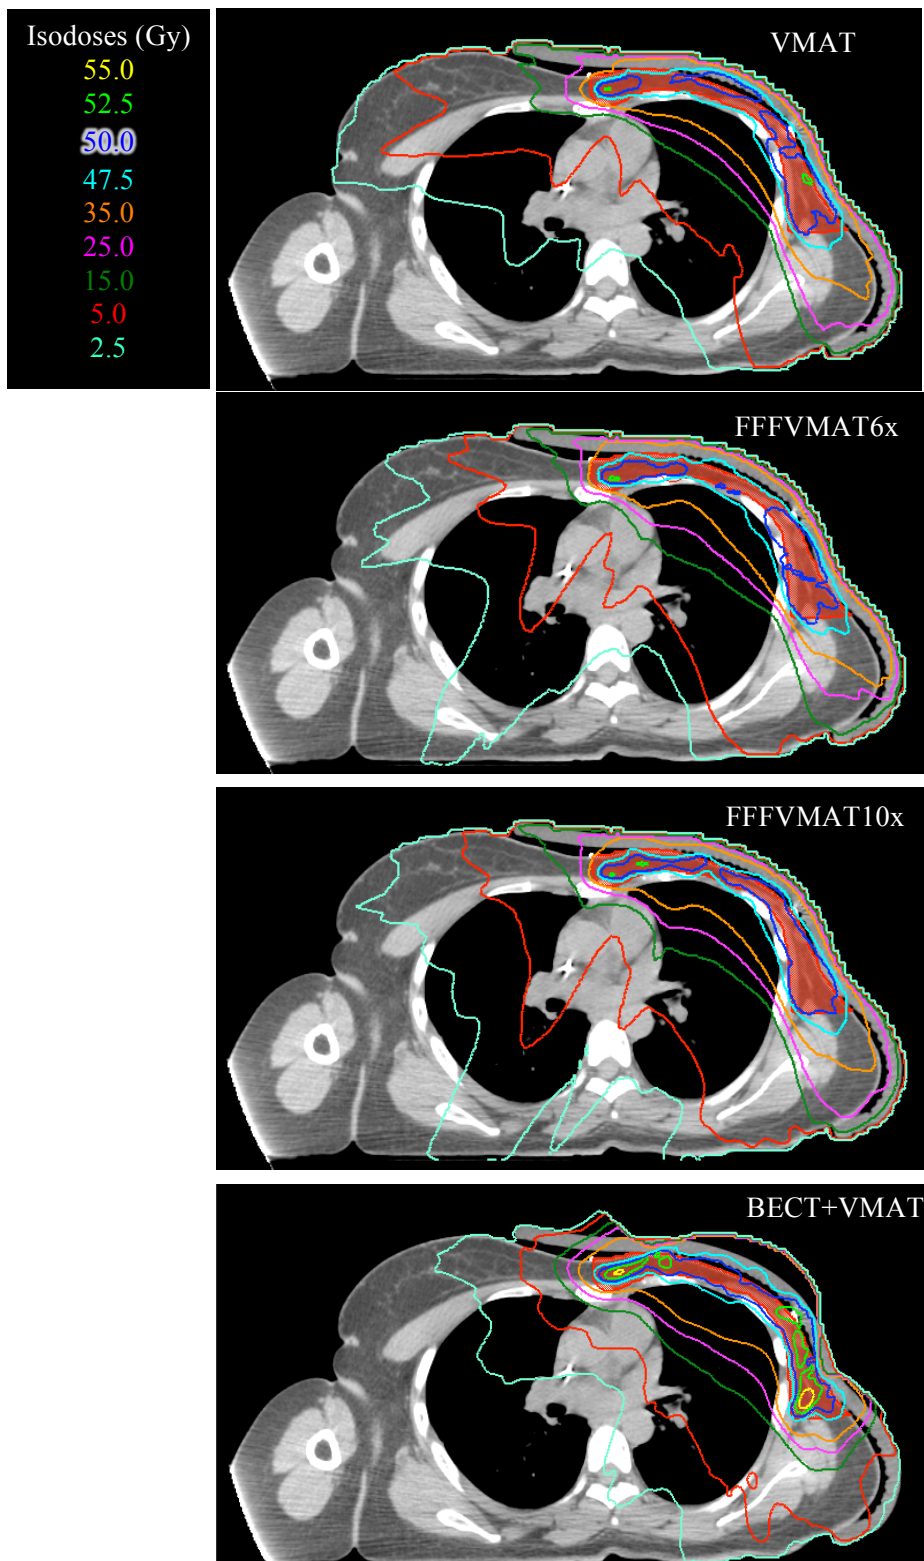 Isodoses (Gy)
55.0
52.5
50.0
47.5
35.0
25.0
15.0
5.0
2.5
VMAT
FFFVMAT6x
FFFVMAT10x
BECT+VMAT